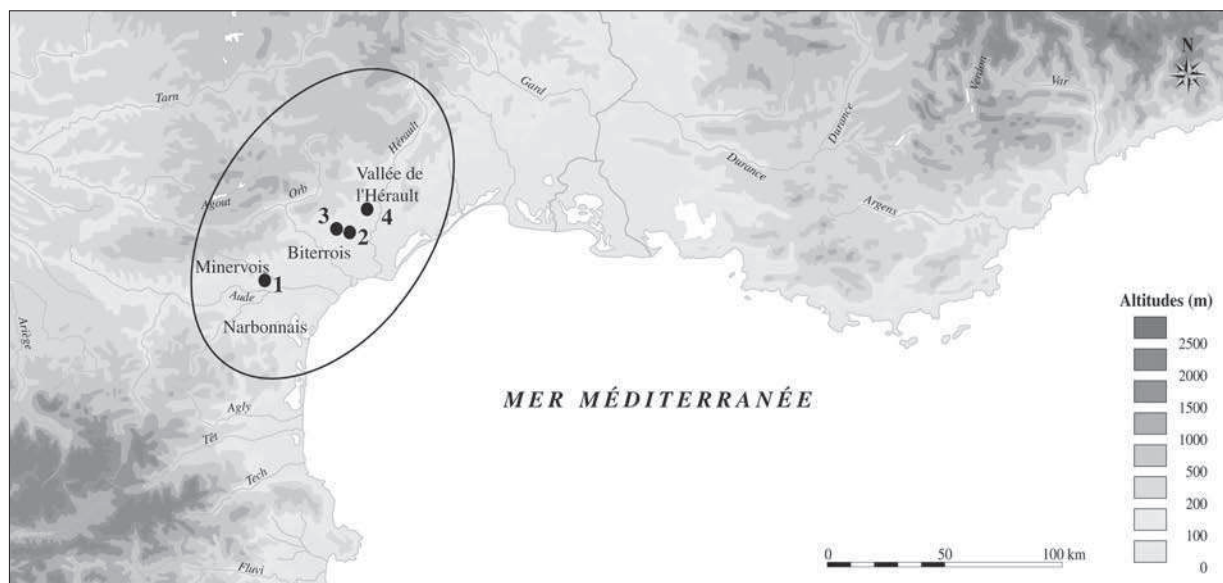 N
Tarn
Gard
Durance
Verdon
Var
Hérault
Vallée de
l'Hérault
Orb
Agout
Durance
Argens
3
4
2
Biterrois
Minervois
1
Aude
Narbonnais
Ariège
MER MÉDITERRANÉE
Agly
Têt
Tech
Fluvi
Altitudes (m)
2500
2000
1500
1000
500
200
100
0
0 50 100 km